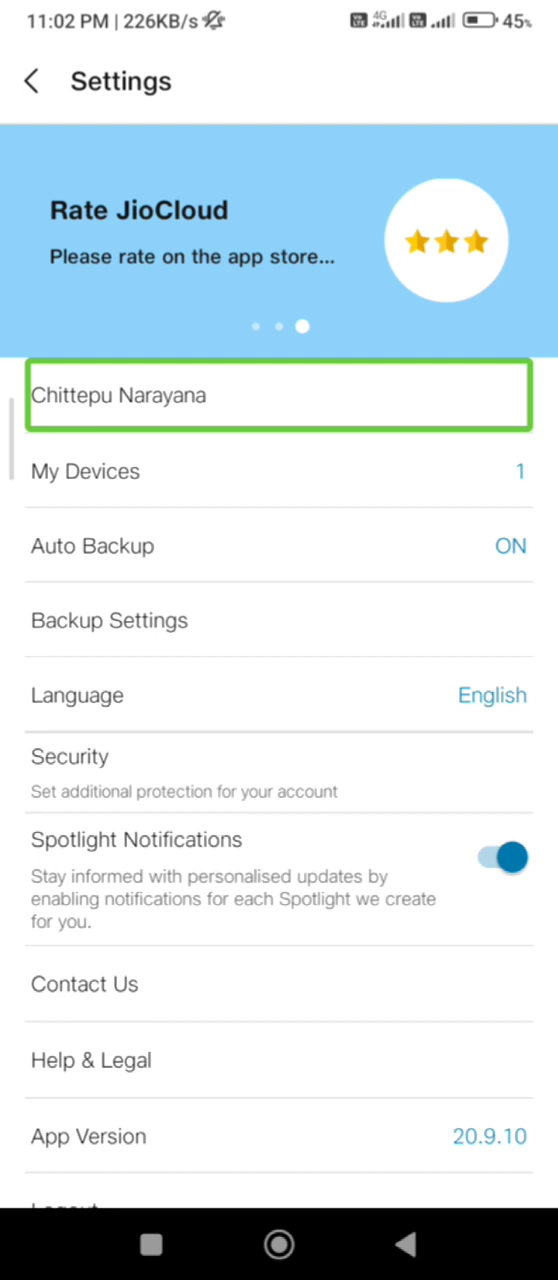 11:02 PM | 226KB/s 4G 45%
Settings
Rate JioCloud
Please rate on the app store...
Chittepu Narayana
My Devices 1
Auto Backup ON
Backup Settings
Language English
Security
Set additional protection for your account
Spotlight Notifications
Stay informed with personalised updates by
enabling notifications for each Spotlight we create
for you.
Contact Us
Help & Legal
App Version 20.9.10